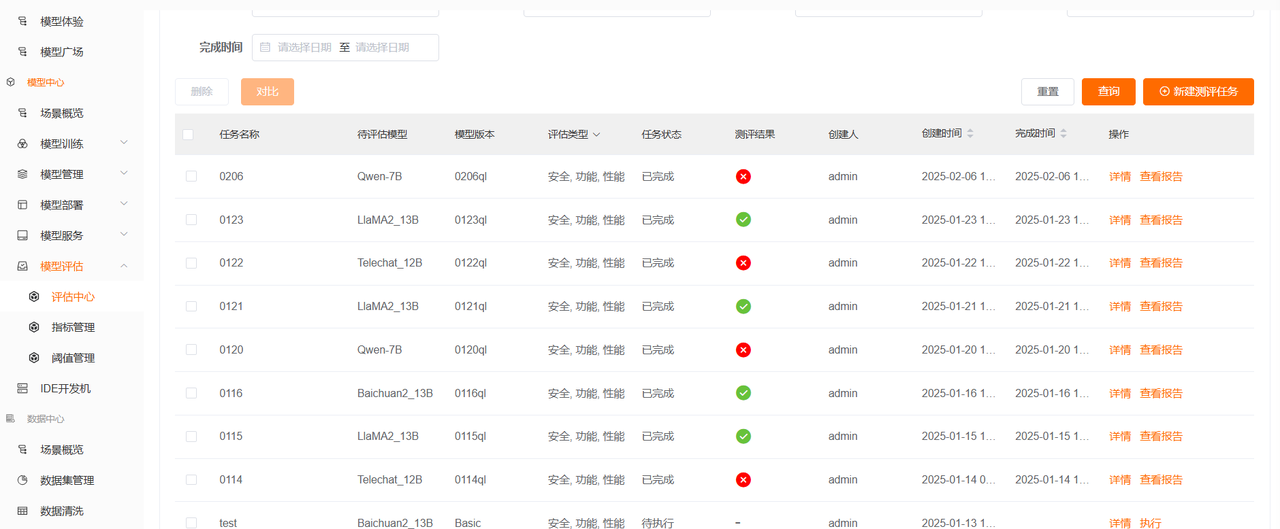 模型体验
模型广场
模型中心
场景概览
模型训练
模型管理
模型部署
模型服务
模型评估
评估中心
指标管理
阈值管理
IDE开发机
数据中心
场景概览
数据集管理
数据清洗
完成时间 请选择日期 至 请选择日期
删除 对比 重置 查询 新建测评任务
任务名称 待评估模型 模型版本 评估类型 任务状态 测评结果 创建人 创建时间 完成时间 操作
0206 Qwen-7B 0206ql 安全, 功能, 性能 已完成 admin 2025-02-06 1... 2025-02-06 1... 详情 查看报告
0123 LlaMA2_13B 0123ql 安全, 功能, 性能 已完成 admin 2025-01-23 1... 2025-01-23 1... 详情 查看报告
0122 Telechat_12B 0122ql 安全, 功能, 性能 已完成 admin 2025-01-22 1... 2025-01-22 1... 详情 查看报告
0121 LlaMA2_13B 0121ql 安全, 功能, 性能 已完成 admin 2025-01-21 1... 2025-01-21 1... 详情 查看报告
0120 Qwen-7B 0120ql 安全, 功能, 性能 已完成 admin 2025-01-20 1... 2025-01-20 1... 详情 查看报告
0116 Baichuan2_13B 0116ql 安全, 功能, 性能 已完成 admin 2025-01-16 1... 2025-01-16 1... 详情 查看报告
0115 LlaMA2_13B 0115ql 安全, 功能, 性能 已完成 admin 2025-01-15 1... 2025-01-15 1... 详情 查看报告
0114 Telechat_12B 0114ql 安全, 功能, 性能 已完成 admin 2025-01-14 0... 2025-01-14 1... 详情 查看报告
test Baichuan2_13B Basic 安全, 功能, 性能 待执行 - admin 2025-01-13 1... 详情 执行